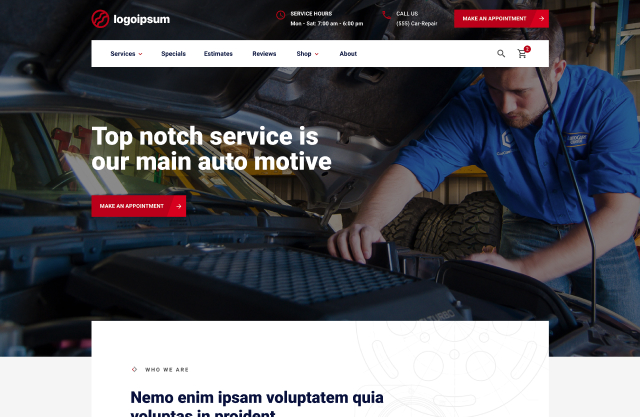 logoipsum
SERVICE HOURS
Mon - Sat: 7:00 am - 6:00 pm
CALL US
(555) Car-Repair
MAKE AN APPOINTMENT
Services
Specials
Estimates
Reviews
Shop
About
Top notch service is
our main auto motive
MAKE AN APPOINTMENT
WHO WE ARE
Nemo enim ipsam voluptatem quia
voluptas in proident